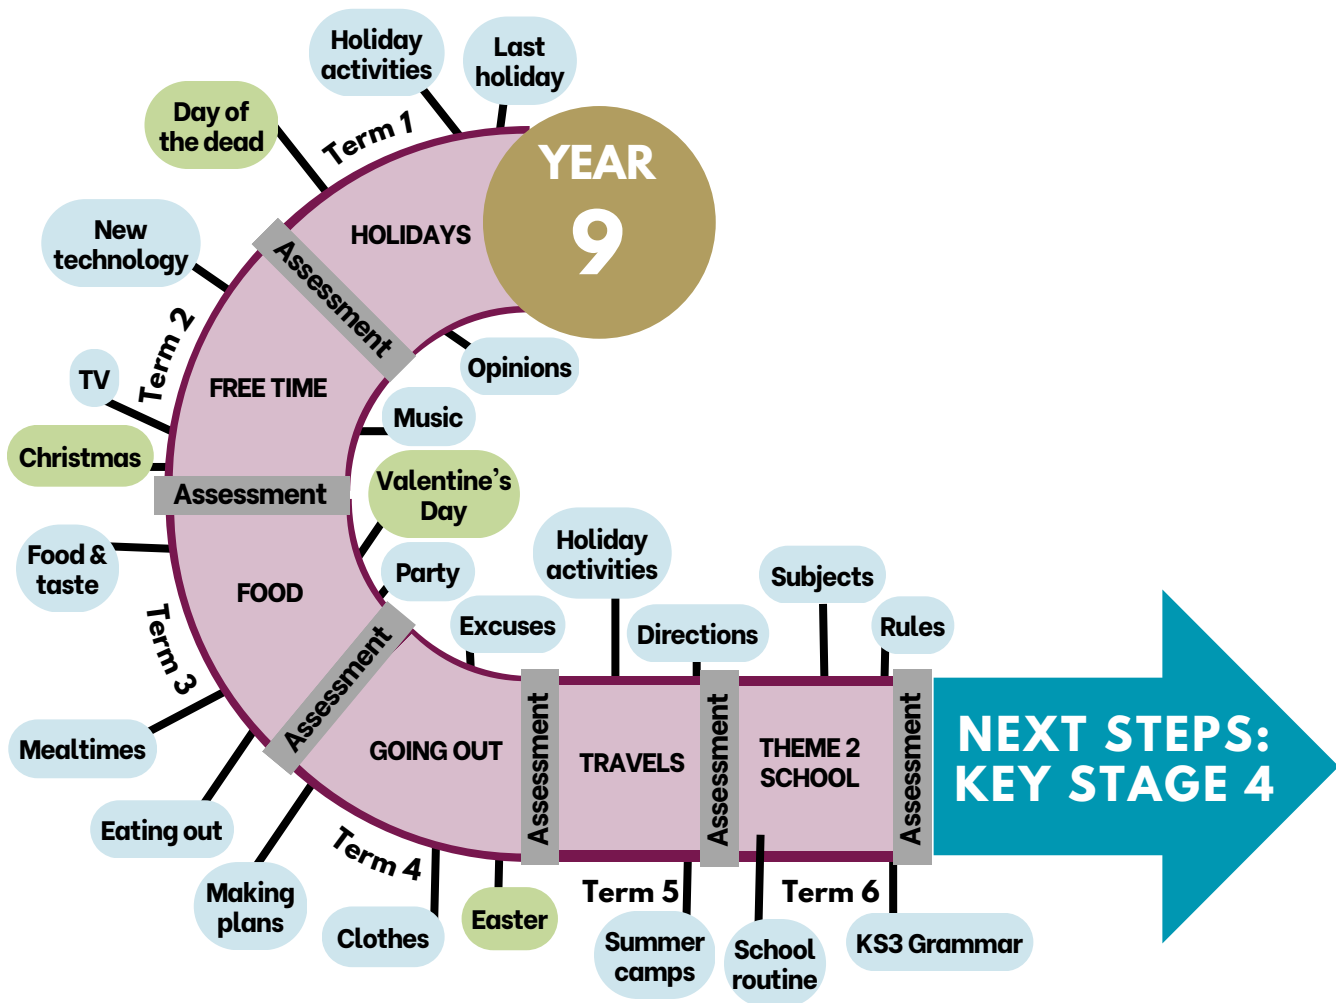 YEAR
9
Last
holiday
Holiday
activities
Term 1
Day of
the dead
HOLIDAYS
Opinions
Assessment
New
technology
Term 2
TV
FREE TIME
Music
Christmas
Assessment
Valentine's
Day
Food &
taste
FOOD
Party
Term 3
Mealtimes
Eating out
Assessment
Excuses
GOING OUT
Making
plans
Term 4
Clothes
Easter
Assessment
Holiday
activities
Directions
TRAVELS
Term 5
Summer
camps
Assessment
Subjects
Rules
THEME 2
SCHOOL
Term 6
School
routine
KS3 Grammar
Assessment
NEXT STEPS:
KEY STAGE 4